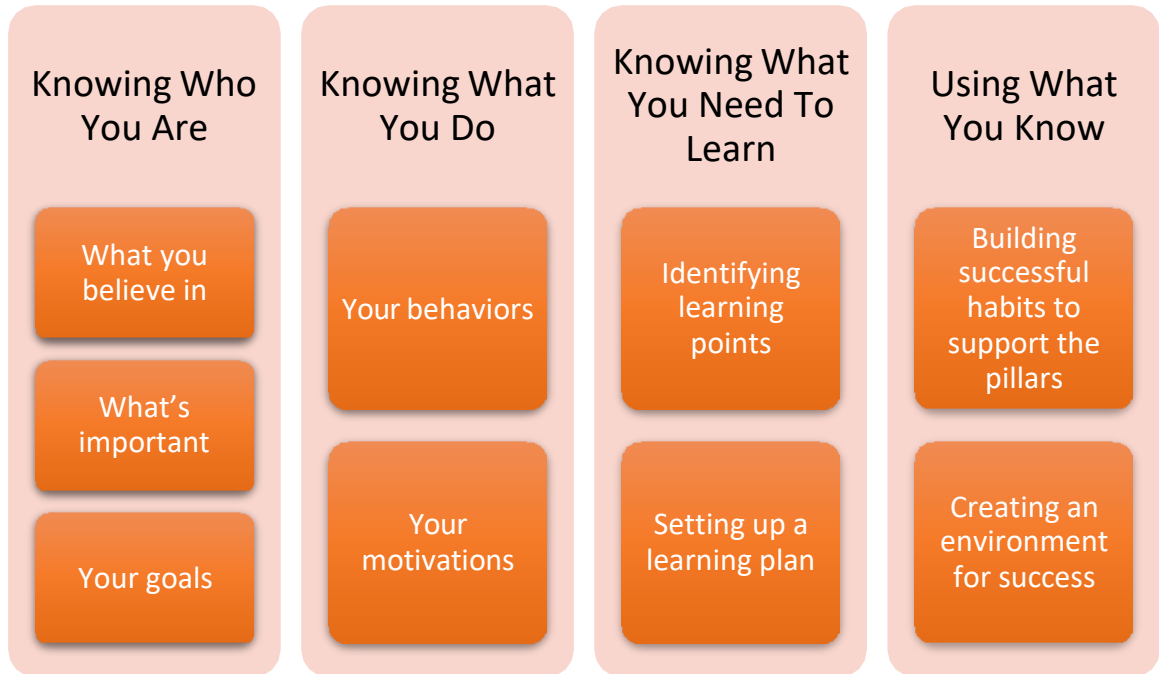 Knowing Who
You Are
What you
believe in
What’s
important
Your goals
Knowing What
You Do
Your behaviors
Your
motivations
Knowing What
You Need To
Learn
Identifying
learning
points
Setting up a
learning plan
Using What
You Know
Building
successful
habits to
support the
pillars
Creating an
environment
for success